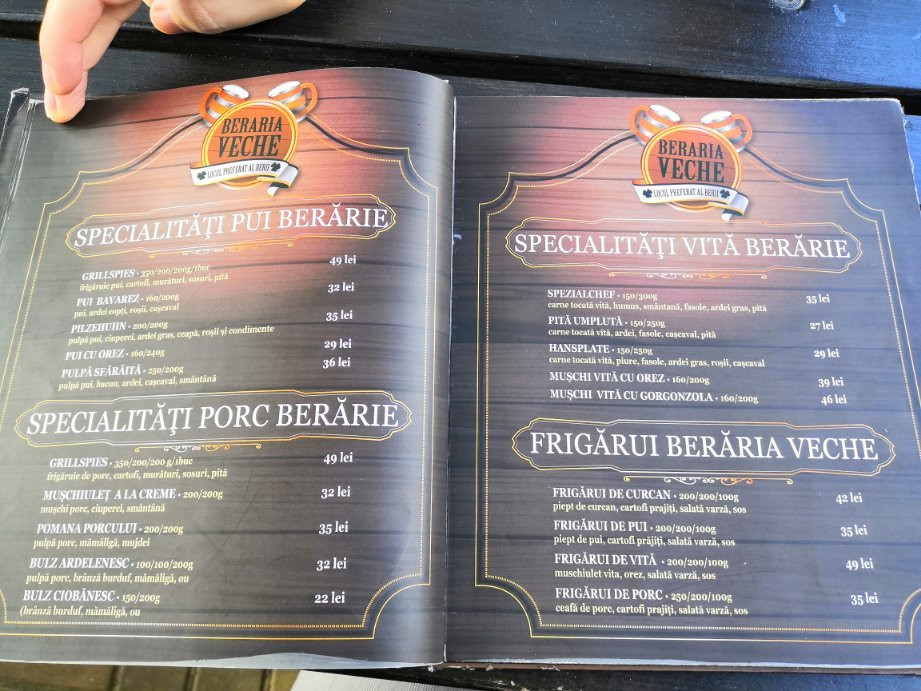 BERARIA
VECHE
LOCUL PREFERAT AL BERII
SPECIALITĂŢI PUI BERĂRIE
GRILLSPIES • 350/200/200g/1buc 49 lei
frigăruie pui, cartofi, murături, sosuri, pită
PUI BAVAREZ • 160/200g 32 lei
pui, ardei copți, roșii, cașcaval
PILZEHUHN • 200/200g 35 lei
pulpă pui, ciuperci, ardei gras, ceapă, roșii și condimente
PUI CU OREZ • 160/240g 29 lei
PULPĂ SFÂRÂITĂ • 250/200g 36 lei
pulpă pui, bacon, ardei, cașcaval, smântână
SPECIALITĂŢI PORC BERĂRIE
GRILLSPIES • 350/200/200 g/1buc 49 lei
frigăruie de porc, cartofi, murături, sosuri, pită
MUȘCHIULEȚ A LA CREME • 200/200g 32 lei
mușchi porc, ciuperci, smântână
POMANA PORCULUI • 200/200g 35 lei
pulpă porc, mămăligă, mujdei
BULZ ARDELENESC • 100/100/200g 32 lei
pulpă porc, brânză burduf, mămăligă, ou
BULZ CIOBĂNESC • 150/200g 22 lei
(brânză burduf, mămăligă, ou
BERARIA
VECHE
LOCUL PREFERAT AL BERII
SPECIALITĂŢI VITĂ BERĂRIE
SPEZIALCHEF • 150/300g 35 lei
carne tocată vită, humus, smântană, fasole, ardei gras, pită
PITĂ UMPLUTĂ • 150/250g 27 lei
carne tocată vită, ardei, fasole, cașcaval, pită
HANSPLATE • 150/250g 29 lei
carne tocată vită, piure, fasole, ardei gras, roșii, cașcaval
MUȘCHI VITĂ CU OREZ • 160/200g 39 lei
MUȘCHI VITĂ CU GORGONZOLA • 160/200g 46 lei
FRIGĂRUI BERĂRIA VECHE
FRIGĂRUI DE CURCAN • 200/200/100g 42 lei
piept de curcan, cartofi prajiți, salată varză, sos
FRIGĂRUI DE PUI • 200/200/100g 35 lei
piept de pui, cartofi prăjiți, salată varză, sos
FRIGĂRUI DE VITĂ • 200/200/100g 49 lei
muschiulet vita, orez, salată varză, sos
FRIGĂRUI DE PORC • 250/200/100g 35 lei
ceafă de porc, cartofi prajiți, salată varză, sos